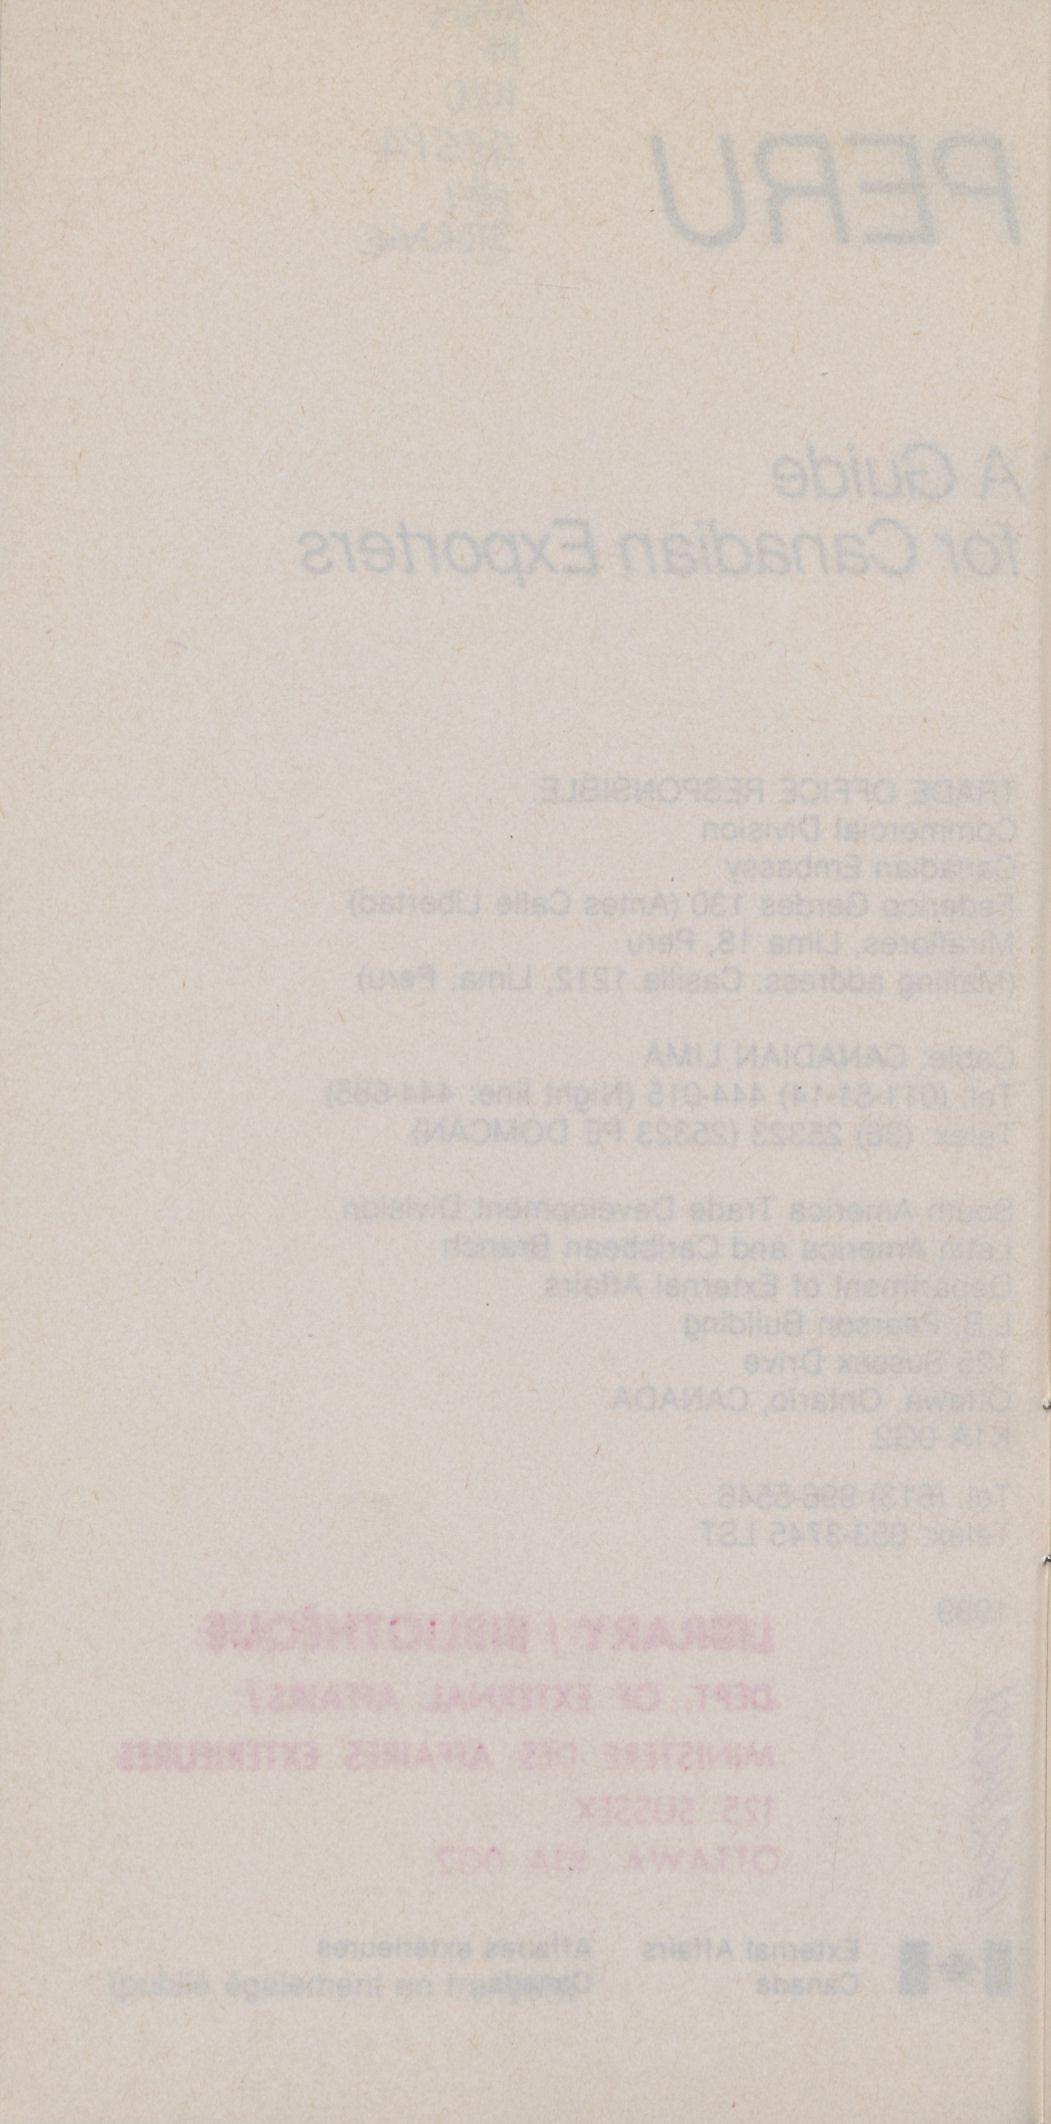 PERU
A Guide
for Canadian Exporters
TRADE OFFICE RESPONSIBLE
Commercial Division
Canadian Embassy
Federico Gerdes 130 (Antes Calle Libertad)
Miraflores, Lima 18, Peru
(Mailing address: Casilla 1212, Lima, Peru)
Cable: CANADIAN LIMA
Tel. (011-51-14) 444-015 (Night line: 444-688)
Telex: (36) 25323 (25323 PE DOMCAN)
South America Trade Development Division
Latin America and Caribbean Branch
Department of External Affairs
L.B. Pearson Building
125 Sussex Drive
Ottawa, Ontario, CANADA
K1A 0G2
Tel. (613) 996-5546
Telex: 053-3745 LST
1989
LIBRARY / BIBLIOTHÈQUE
DEPT. OF EXTERNAL AFFAIRS /
MINISTERE DES AFFAIRES EXTERIEURES
125 SUSSEX
OTTAWA K1A 0G2
External Affairs Affaires extérieures
Canada Canada
(publié également en